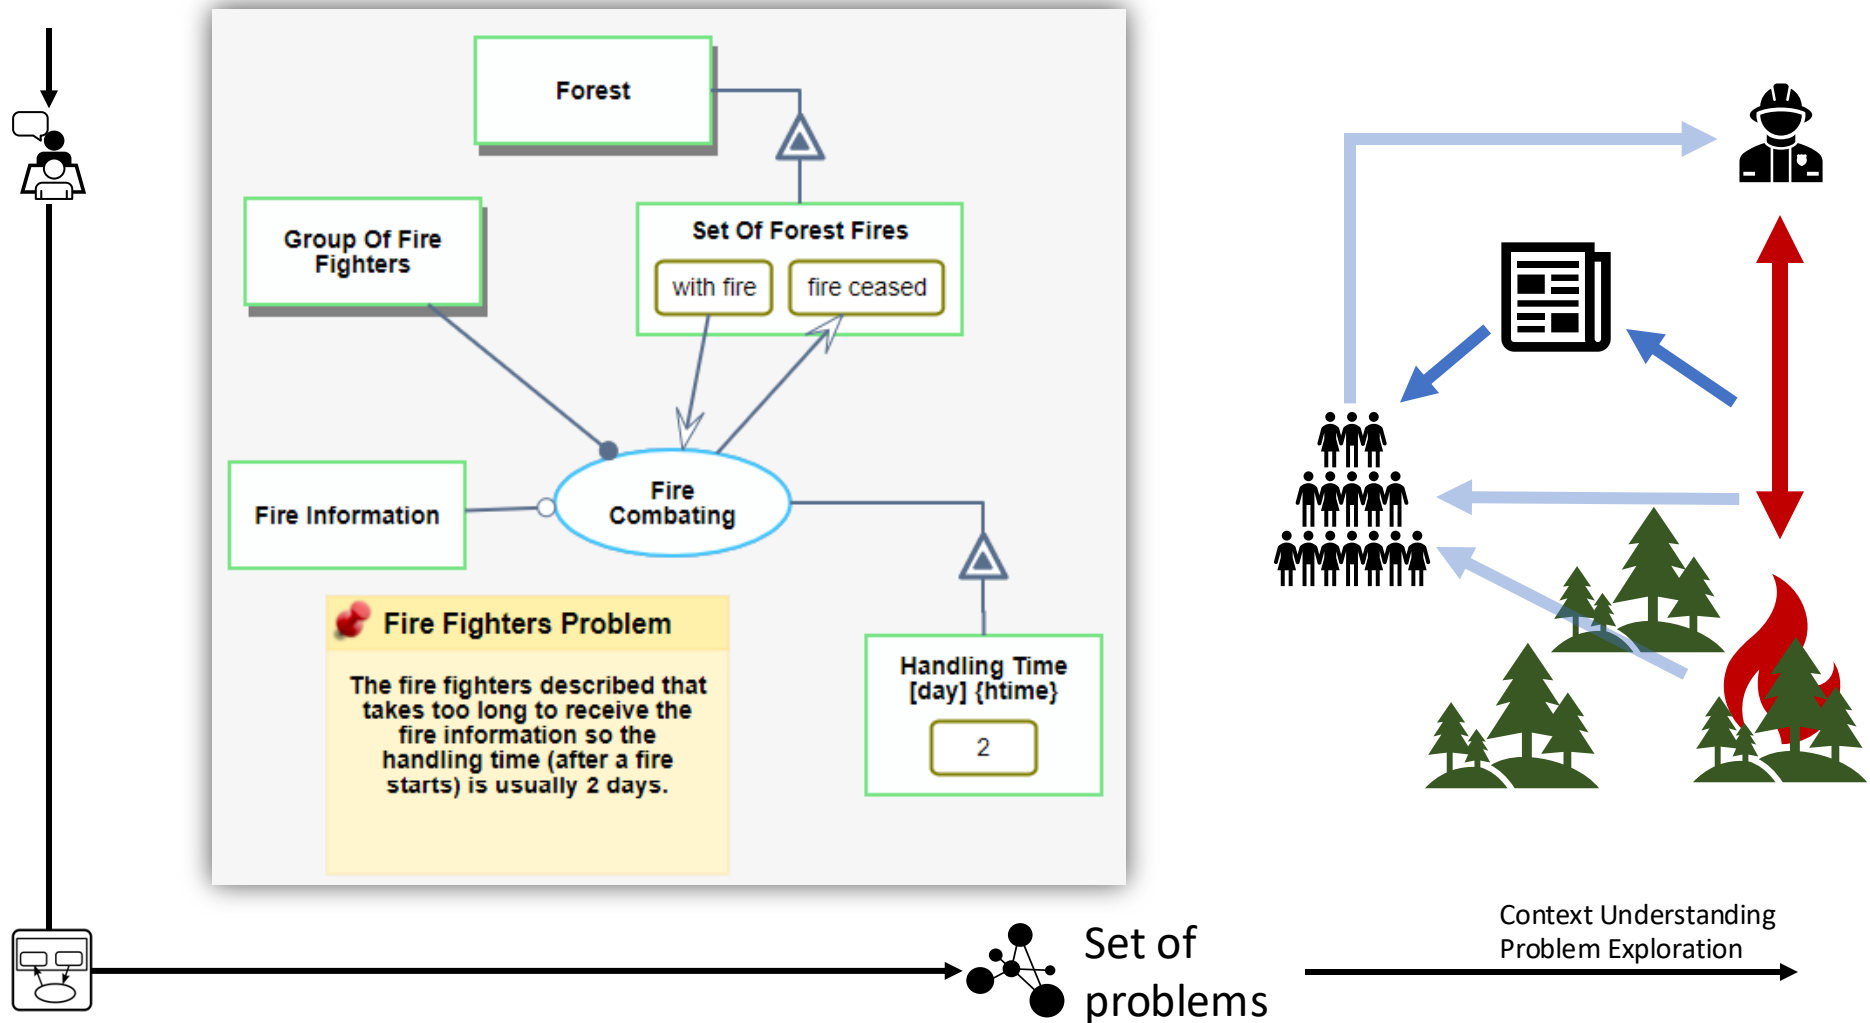 Forest
Group Of Fire
Fighters
Set Of Forest Fires
with fire
fire ceased
Fire Information
Fire
Combating
Fire Fighters Problem
The fire fighters described that
takes too long to receive the
fire information so the
handling time (after a fire
starts) is usually 2 days.
Handling Time
[day] {htime}
2
Set of
problems
Context Understanding
Problem Exploration